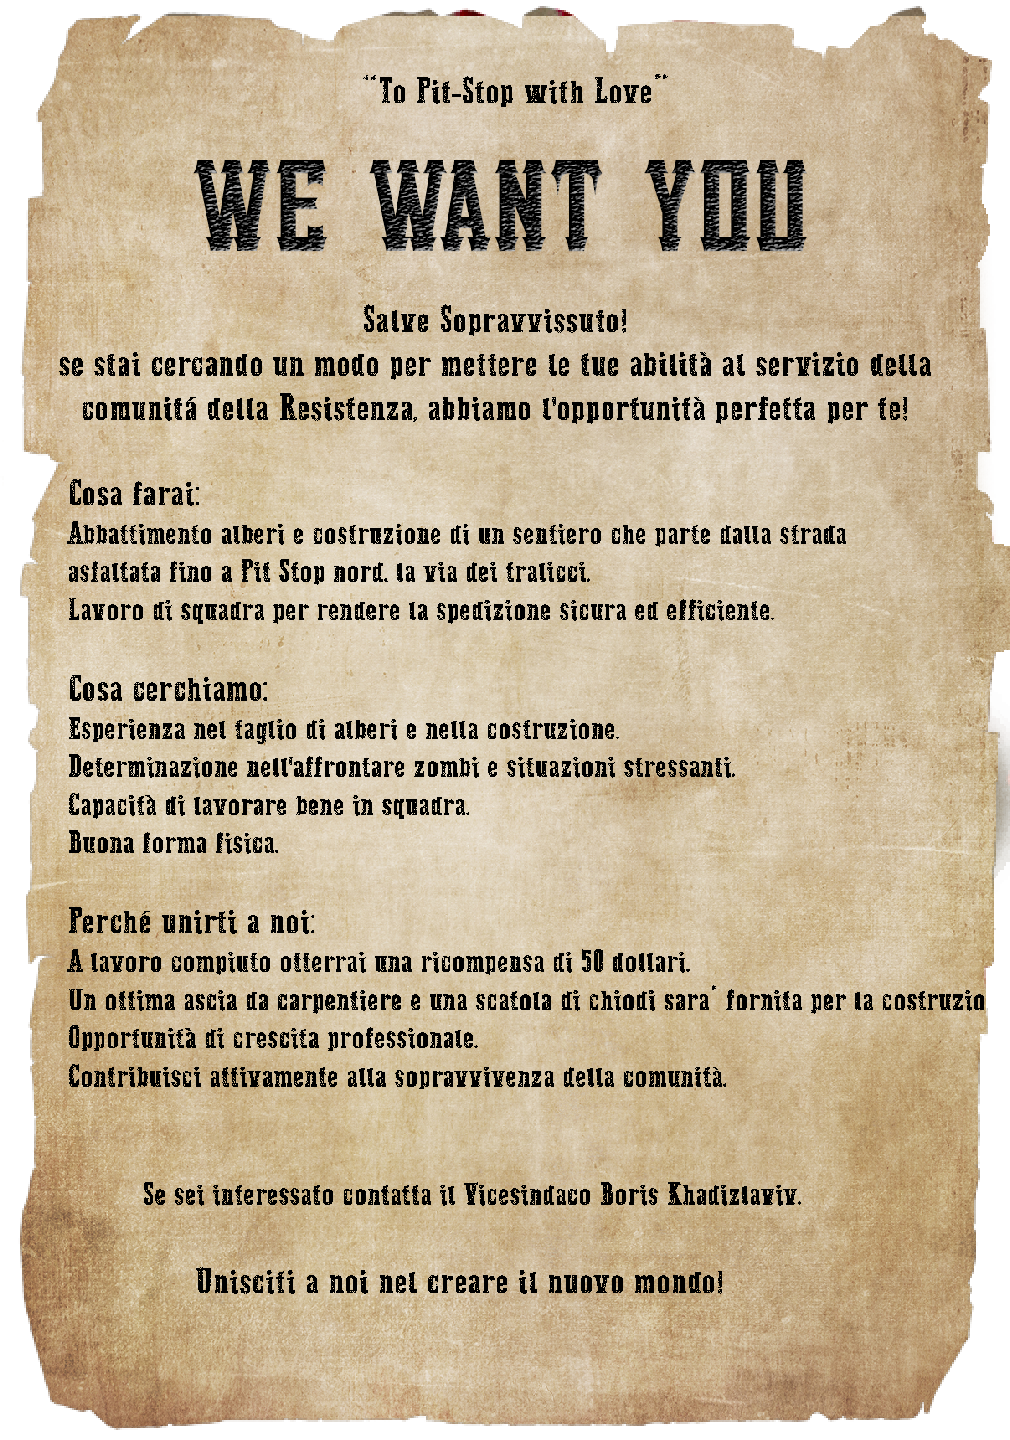 "To Pit-Stop with Love"
WE WANT YOU
Salve Sopravvissuto!
se stai cercando un modo per mettere le tue abilità al servizio della
comunitá della Resistenza, abbiamo l'opportunità perfetta per te!
Cosa farai:
Abbattimento alberi e costruzione di un sentiero che parte dalla strada
asfaltata fino a Pit Stop nord. la via dei tralicci.
Lavoro di squadra per rendere la spedizione sicura ed efficiente.
Cosa cerchiamo:
Esperienza nel taglio di alberi e nella costruzione.
Determinazione nell'affrontare zombi e situazioni stressanti.
Capacità di lavorare bene in squadra.
Buona forma fisica.
Perché unirti a noi:
A lavoro compiuto otterrai una ricompensa di 50 dollari.
Un ottima ascia da carpentiere e una scatola di chiodi sara' fornita per la costruzio
Opportunità di crescita professionale.
Contribuisci attivamente alla sopravvivenza della comunità.
Se sei interessato contatta il Vicesindaco Boris Khadizlaviv.
Unisciti a noi nel creare il nuovo mondo!